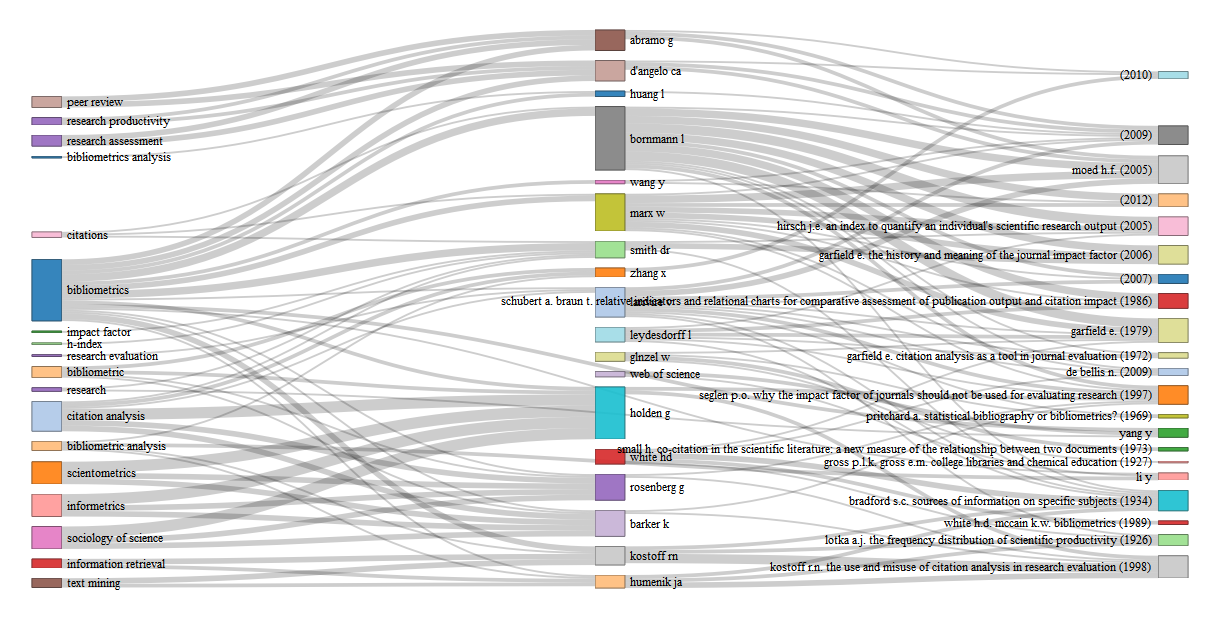 peer review
research productivity
research assessment
bibliometrics analysis
citations
bibliometrics
impact factor
h-index
research evaluation
bibliometric
research
citation analysis
bibliometric analysis
scientometrics
informetrics
sociology of science
information retrieval
text mining
abramo g
d'angelo ca
huang l
bornmann l
wang y
marx w
smith dr
zhang x
leydesdorff l
glnzel w
web of science
holden g
white hd
rosenberg g
barker k
kostoff rn
humenik ja
(2010)
(2009)
moed h.f. (2005)
(2012)
hirsch j.e. an index to quantify an individual's scientific research output (2005)
garfield e. the history and meaning of the journal impact factor (2006)
(2007)
schubert a. braun t. relative indicators and relational charts for comparative assessment of publication output and citation impact (1986)
garfield e. (1979)
garfield e. citation analysis as a tool in journal evaluation (1972)
de bellis n. (2009)
seglen p.o. why the impact factor of journals should not be used for evaluating research (1997)
pritchard a. statistical bibliography or bibliometrics? (1969)
yang y
small h. co-citation in the scientific literature: a new measure of the relationship between two documents (1973)
gross p.l.k. gross e.m. college libraries and chemical education (1927)
li y
bradford s.c. sources of information on specific subjects (1934)
white h.d. mccain k.w. bibliometrics (1989)
lotka a.j. the frequency distribution of scientific productivity (1926)
kostoff r.n. the use and misuse of citation analysis in research evaluation (1998)